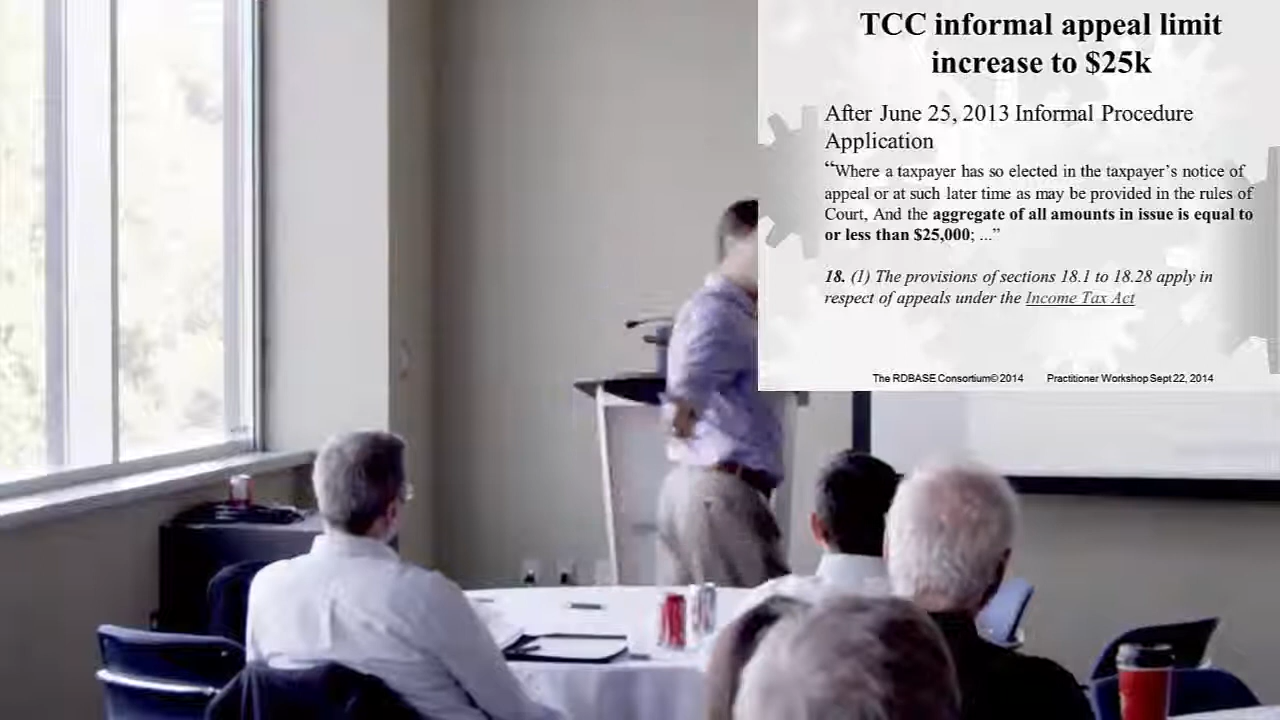 TCC informal appeal limit
increase to $25k
After June 25, 2013 Informal Procedure
Application
“Where a taxpayer has so elected in the taxpayer’s notice of
appeal or at such later time as may be provided in the rules of
Court, And the aggregate of all amounts in issue is equal to
or less than $25,000; ...”
18. (1) The provisions of sections 18.1 to 18.28 apply in
respect of appeals under the Income Tax Act
The RDBASE Consortium© 2014 Practitioner Workshop Sept 22, 2014